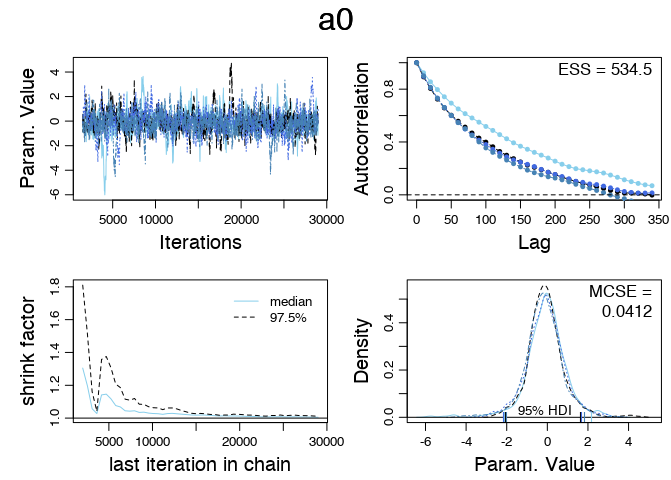 a0
Param. Value
-6 -4 -2 0 2 4
5000 10000 20000 30000
Iterations
ESS = 534.5
Autocorrelation
0.0 0.4 0.8
0 50 100 150 200 250 300 350
Lag
shrink factor
1.0 1.2 1.4 1.6 1.8
median
97.5%
5000 10000 20000 30000
last iteration in chain
MCSE =
0.0412
Density
0.0 0.2 0.4
95% HDI
-6 -4 -2 0 2 4
Param. Value